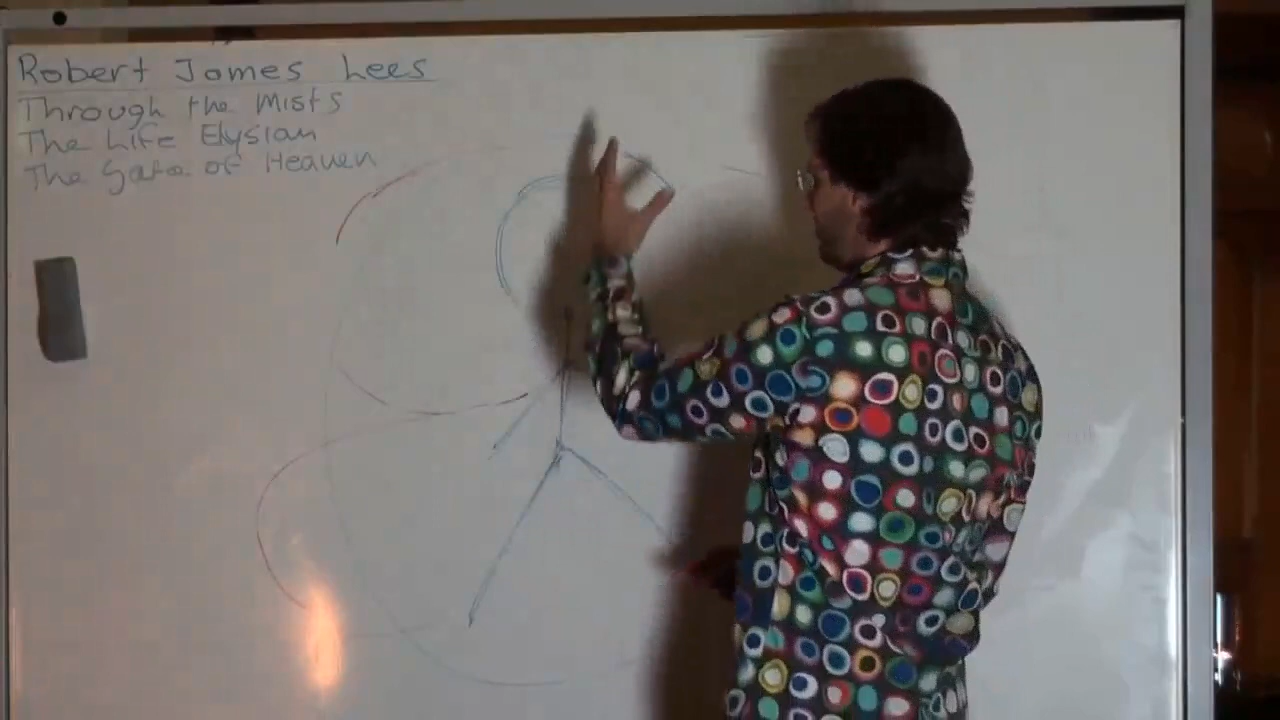 Robert James Lees
Through the Mists
The Life Elysian
The Gate of Heaven